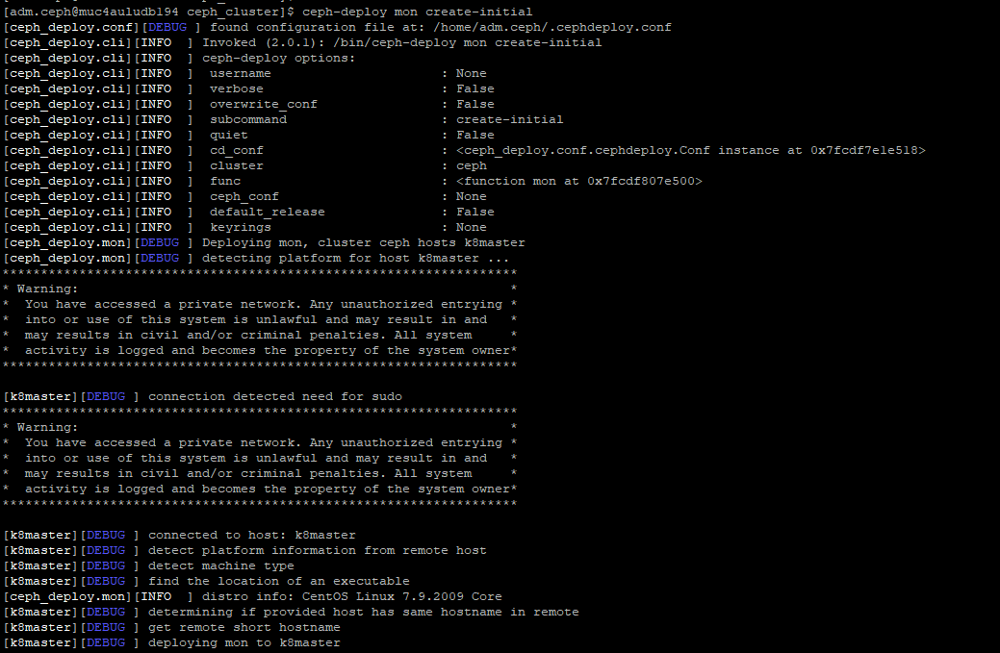 [adm.ceph@muc4auludb194 ceph_cluster]$ ceph-deploy mon create-initial
[ceph_deploy.conf][DEBUG ] found configuration file at: /home/adm.ceph/.cephdeploy.conf
[ceph_deploy.cli][INFO  ] Invoked (2.0.1): /bin/ceph-deploy mon create-initial
[ceph_deploy.cli][INFO  ] ceph-deploy options:
[ceph_deploy.cli][INFO  ]  username                      : None
[ceph_deploy.cli][INFO  ]  verbose                       : False
[ceph_deploy.cli][INFO  ]  overwrite_conf                : False
[ceph_deploy.cli][INFO  ]  subcommand                    : create-initial
[ceph_deploy.cli][INFO  ]  quiet                         : False
[ceph_deploy.cli][INFO  ]  cd_conf                       : <ceph_deploy.conf.cephdeploy.Conf instance at 0x7fcdf7e1e518>
[ceph_deploy.cli][INFO  ]  cluster                       : ceph
[ceph_deploy.cli][INFO  ]  func                          : <function mon at 0x7fcdf807e500>
[ceph_deploy.cli][INFO  ]  ceph_conf                     : None
[ceph_deploy.cli][INFO  ]  default_release               : False
[ceph_deploy.cli][INFO  ]  keyrings                      : None
[ceph_deploy.mon][DEBUG ] Deploying mon, cluster ceph hosts k8master
[ceph_deploy.mon][DEBUG ] detecting platform for host k8master ...
*******************************************************************
* Warning:                                                        *
*  You have accessed a private network. Any unauthorized entrying *
*  into or use of this system is unlawful and may result in and   *
*  may results in civil and/or criminal penalties. All system     *
*  activity is logged and becomes the property of the system owner*
*******************************************************************
[k8master][DEBUG ] connection detected need for sudo
*******************************************************************
* Warning:                                                        *
*  You have accessed a private network. Any unauthorized entrying *
*  into or use of this system is unlawful and may result in and   *
*  may results in civil and/or criminal penalties. All system     *
*  activity is logged and becomes the property of the system owner*
*******************************************************************
[k8master][DEBUG ] connected to host: k8master
[k8master][DEBUG ] detect platform information from remote host
[k8master][DEBUG ] detect machine type
[k8master][DEBUG ] find the location of an executable
[ceph_deploy.mon][INFO  ] distro info: CentOS Linux 7.9.2009 Core
[k8master][DEBUG ] determining if provided host has same hostname in remote
[k8master][DEBUG ] get remote short hostname
[k8master][DEBUG ] deploying mon to k8master